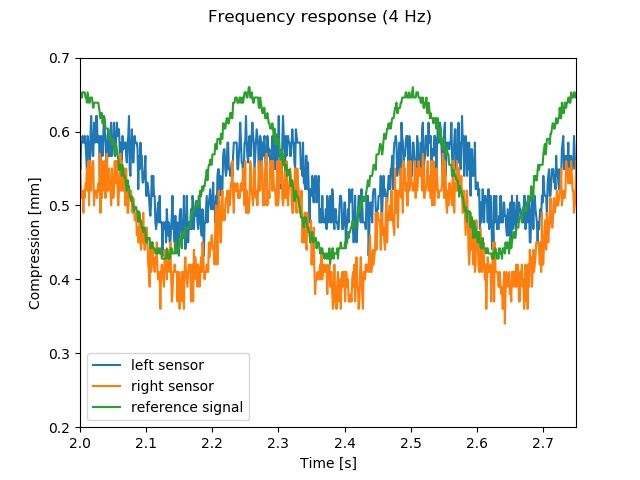 Frequency response (4 Hz)
0.7
0.6
0.5
0.4
0.3
0.2
Compression [mm]
left sensor
right sensor
reference signal
2.0 2.1 2.2 2.3 2.4 2.5 2.6 2.7
Time [s]